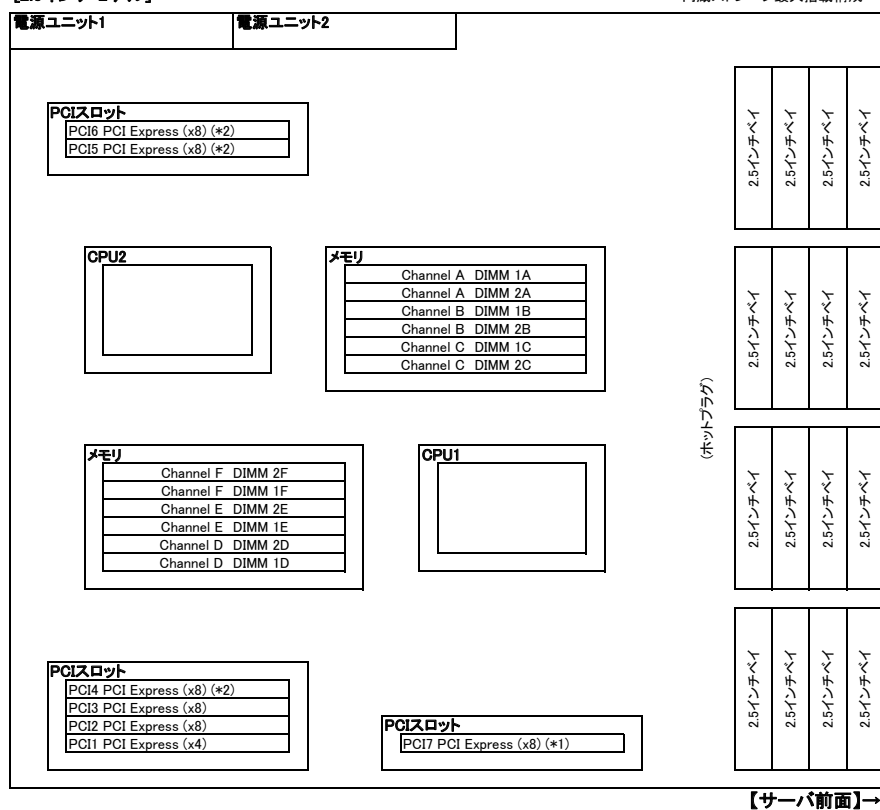 電源ユニット1
電源ユニット2
PCIスロット
PCI6 PCI Express (x8) (*2)
PCI5 PCI Express (x8) (*2)
2.5インチベイ
2.5インチベイ
2.5インチベイ
2.5インチベイ
CPU2
メモリ
Channel A DIMM 1A
Channel A DIMM 2A
Channel B DIMM 1B
Channel B DIMM 2B
Channel C DIMM 1C
Channel C DIMM 2C
2.5インチベイ
2.5インチベイ
2.5インチベイ
2.5インチベイ
(ホットプラグ)
メモリ
Channel F DIMM 2F
Channel F DIMM 1F
Channel E DIMM 2E
Channel E DIMM 1E
Channel D DIMM 2D
Channel D DIMM 1D
CPU1
2.5インチベイ
2.5インチベイ
2.5インチベイ
2.5インチベイ
PCIスロット
PCI4 PCI Express (x8) (*2)
PCI3 PCI Express (x8)
PCI2 PCI Express (x8)
PCI1 PCI Express (x4)
PCIスロット
PCI7 PCI Express (x8) (*1)
2.5インチベイ
2.5インチベイ
2.5インチベイ
2.5インチベイ
【サーバ前面】→